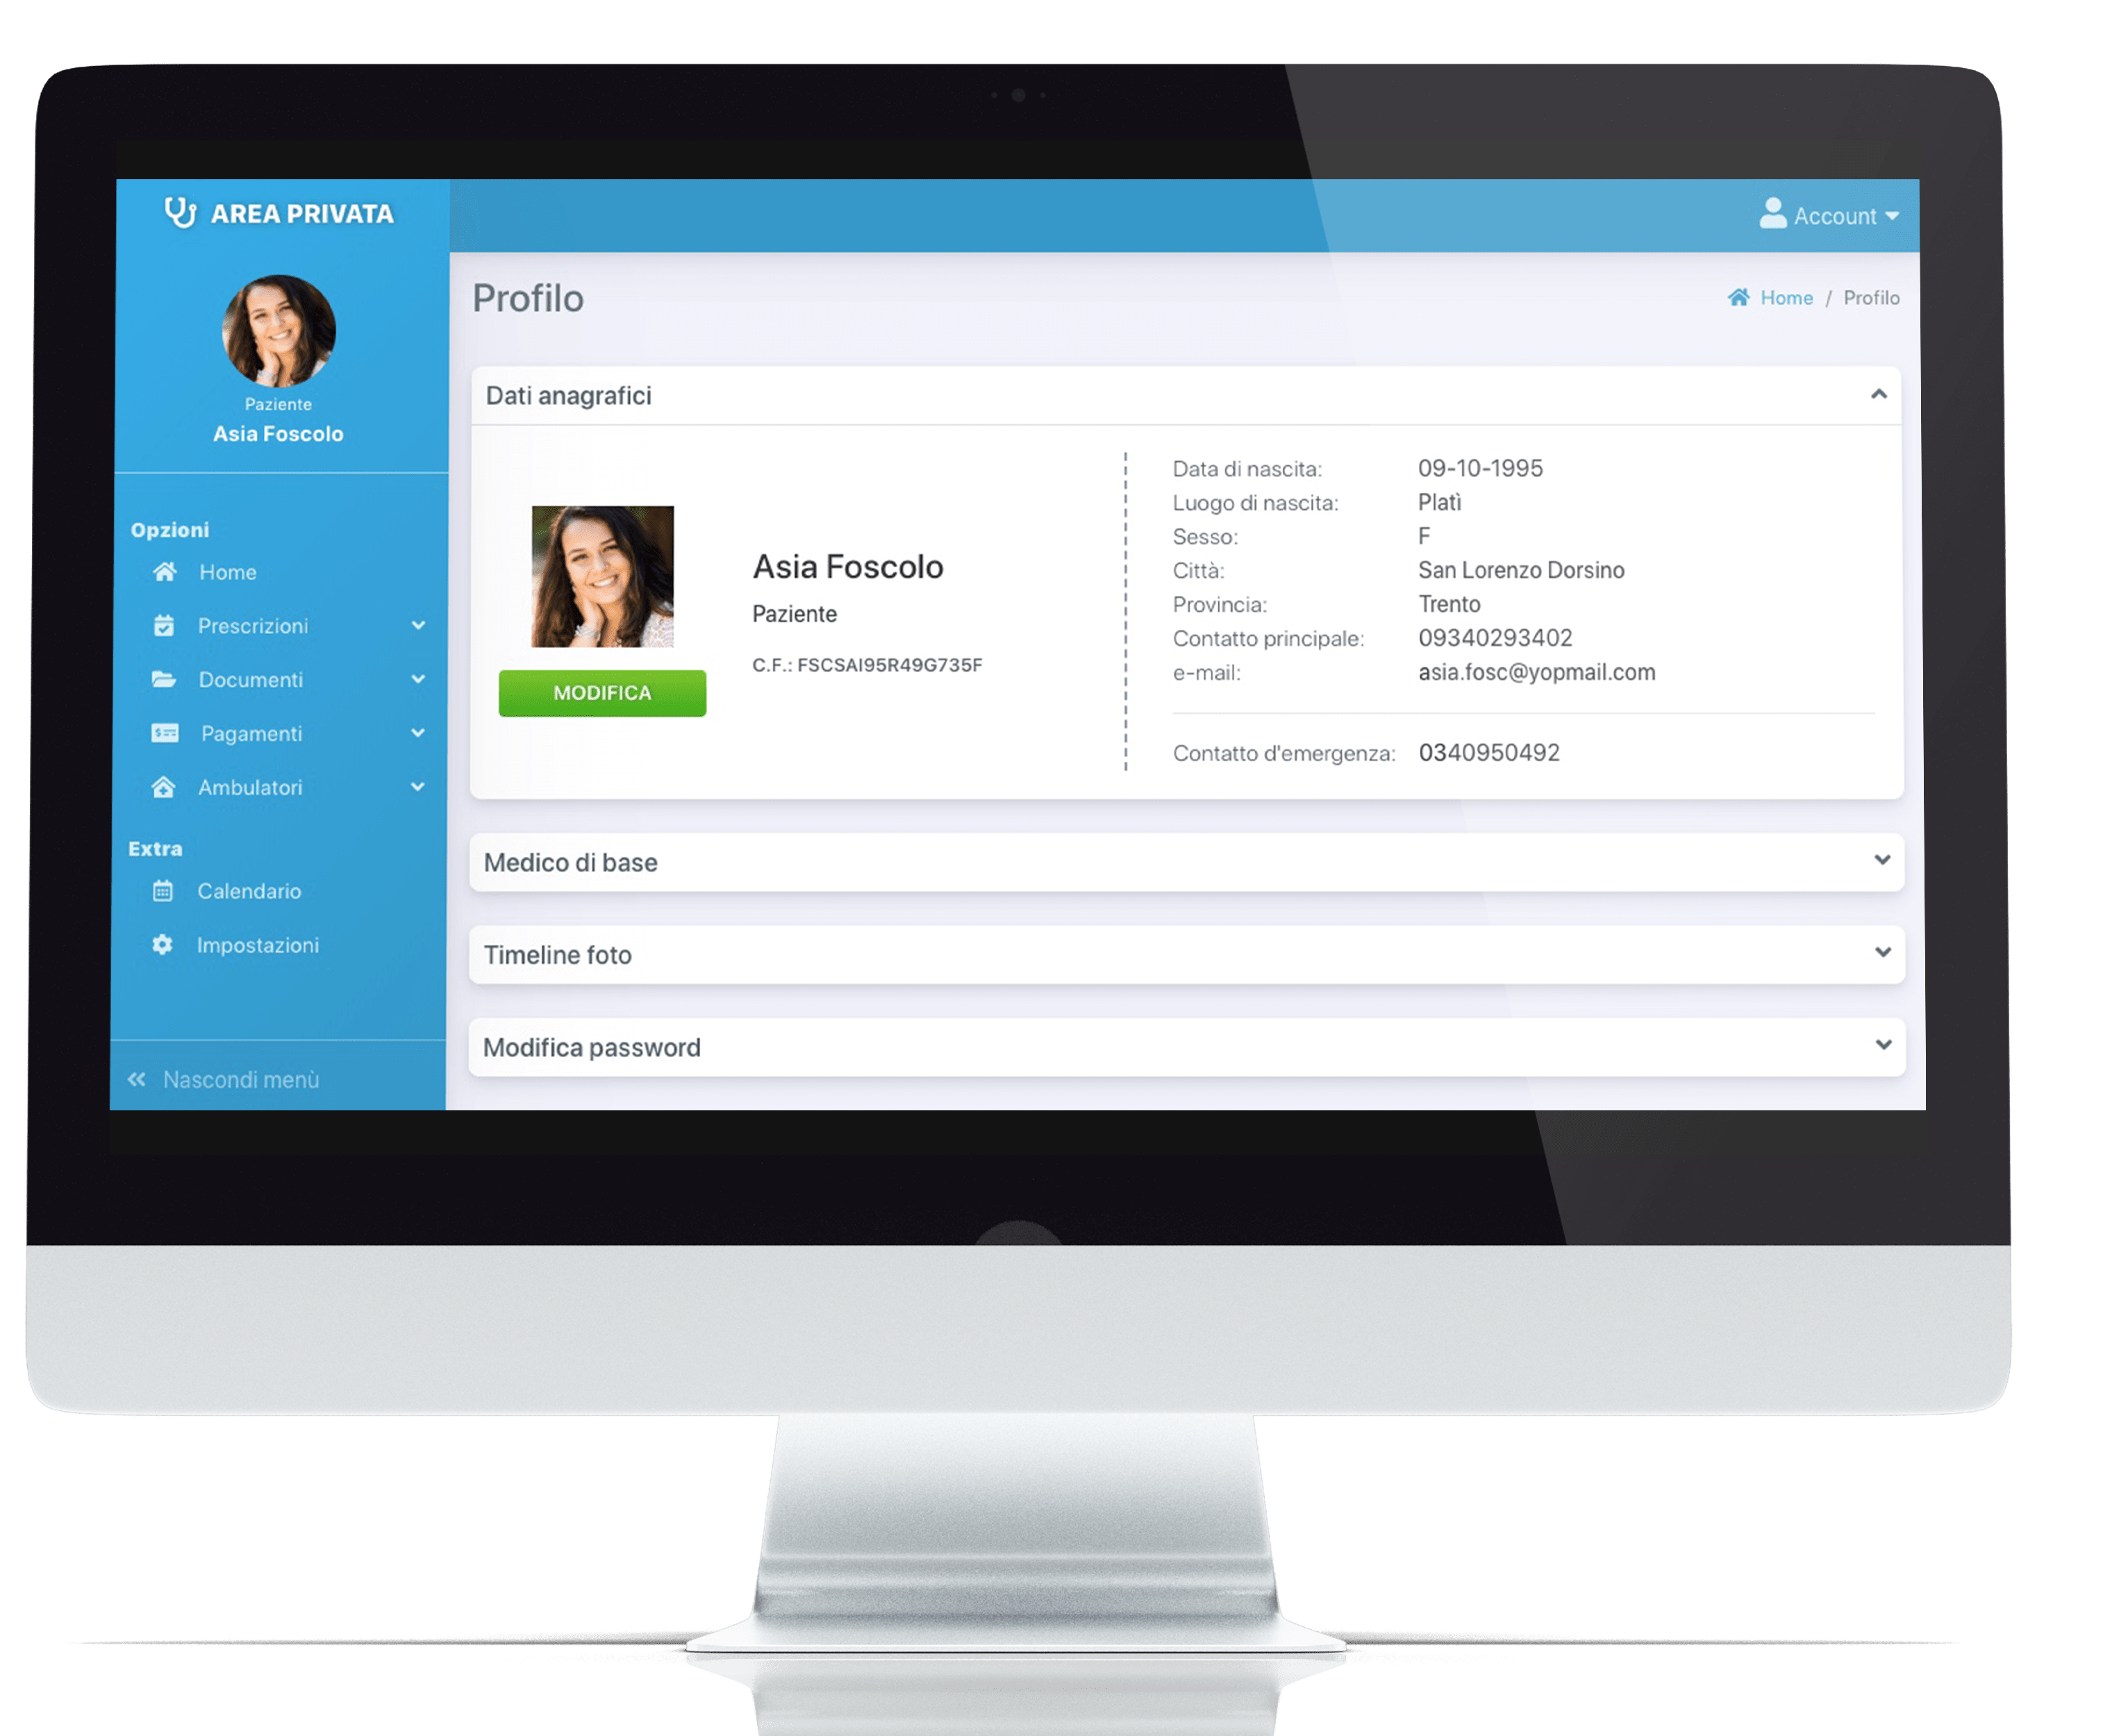 AREA PRIVATA
Account
Paziente
Asia Foscolo
Opzioni
Home
Prescrizioni
Documenti
Pagamenti
Ambulatori
Extra
Calendario
Impostazioni
Nascondi menù
Profilo
Home / Profilo
Dati anagrafici
MODIFICA
Asia Foscolo
Paziente
C.F.: FSCSAI95R49G735F
Data di nascita: 09-10-1995
Luogo di nascita: Platì
Sesso: F
Città: San Lorenzo Dorsino
Provincia: Trento
Contatto principale: 09340293402
e-mail: asia.fosc@yopmail.com
Contatto d'emergenza: 0340950492
Medico di base
Timeline foto
Modifica password